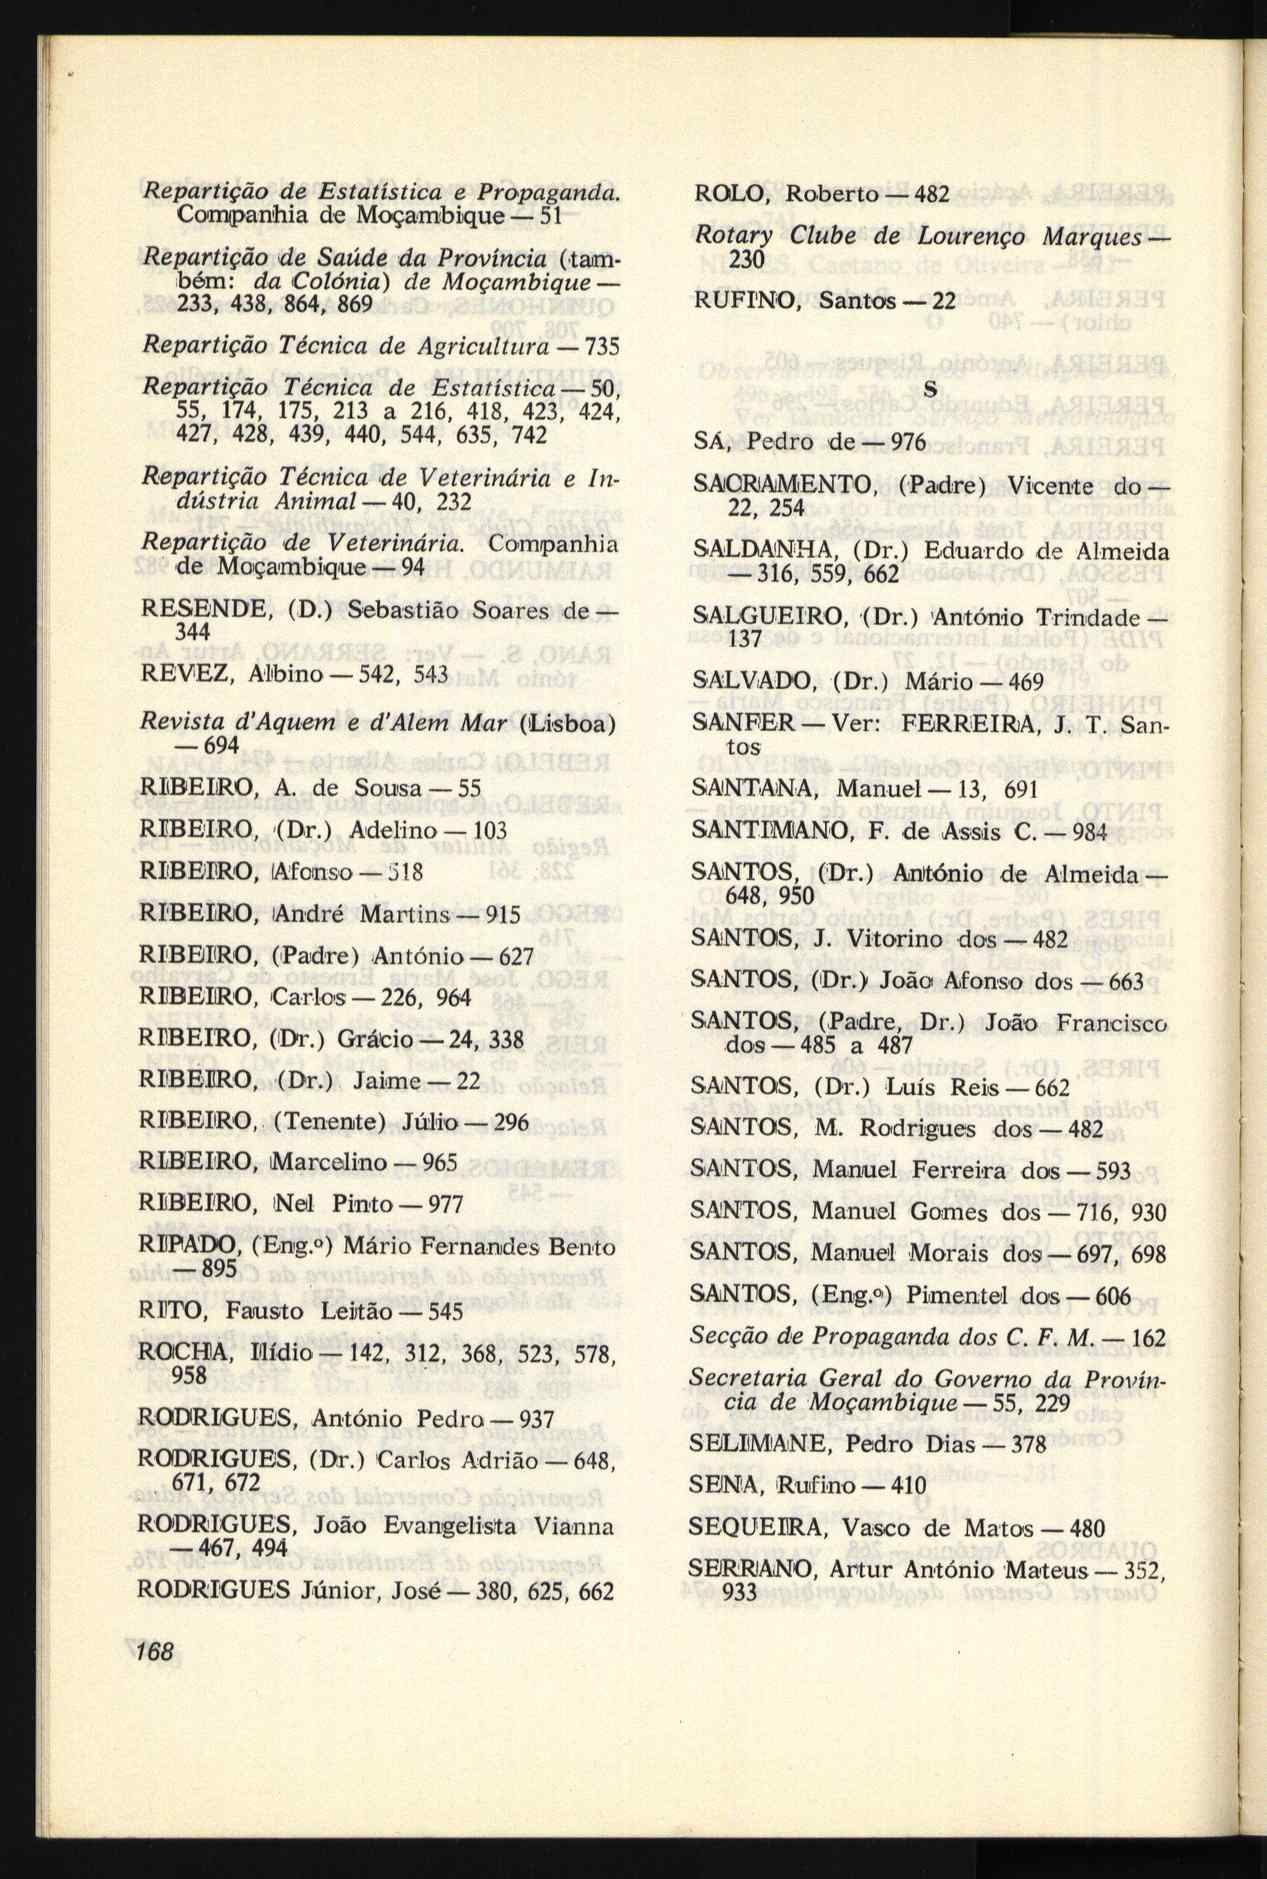 Repartição de Estatística e Propaganda.
Companhia de Moçambique — 51
Repartição de Saúde da Província (tam-
bém: da Colónia) de Moçambique —
233, 438, 864, 869
Repartição Técnica de Agricultura — 735
Repartição Técnica de Estatística — 50,
55, 174, 175, 213 a 216, 418, 423, 424,
427, 428, 439, 440, 544, 635, 742
Repartição Técnica de Veterinária e In-
dústria Animal — 40, 232
Repartição de Veterinária. Companhia
de Moçambique — 94
RESENDE, (D.) Sebastião Soares de —
344
REVEZ, Albino — 542, 543
Revista d'Aquem e d'Alem Mar (Lisboa)
— 694
RIBEIRO, A. de Sousa — 55
RIBEIRO, (Dr.) Adelino — 103
RIBEIRO, Afonso — 518
RIBEIRO, André Martins — 915
RIBEIRO, (Padre) António — 627
RIBEIRO, Carlos — 226, 964
RIBEIRO, (Dr.) Grácio — 24, 338
RIBEIRO, (Dr.) Jaime — 22
RIBEIRO, (Tenente) Júlio — 296
RIBEIRO, Marcelino — 965
RIBEIRO, Nel Pinto — 977
RIPADO, (Eng.º) Mário Fernandes Bento
— 895
RITO, Fausto Leitão — 545
ROCHA, Ilídio — 142, 312, 368, 523, 578,
958
RODRIGUES, António Pedro — 937
RODRIGUES, (Dr.) Carlos Adrião — 648,
671, 672
RODRIGUES, João Evangelista Vianna
— 467, 494
RODRIGUES Júnior, José — 380, 625, 662
168
ROLO, Roberto — 482
Rotary Clube de Lourenço Marques —
230
RUFINO, Santos — 22
S
SÁ, Pedro de — 976
SACRAMENTO, (Padre) Vicente do —
22, 254
SALDANHA, (Dr.) Eduardo de Almeida
— 316, 559, 662
SALGUEIRO, (Dr.) António Trindade —
137
SALVADO, (Dr.) Mário — 469
SANFER — Ver: FERREIRA, J. T. San-
tos
SANTANA, Manuel — 13, 691
SANTIMANO, F. de Assis C. — 984
SANTOS, (Dr.) António de Almeida —
648, 950
SANTOS, J. Vitorino dos — 482
SANTOS, (Dr.) João Afonso dos — 663
SANTOS, (Padre, Dr.) João Francisco
dos — 485 a 487
SANTOS, (Dr.) Luís Reis — 662
SANTOS, M. Rodrigues dos — 482
SANTOS, Manuel Ferreira dos — 593
SANTOS, Manuel Gomes dos — 716, 930
SANTOS, Manuel Morais dos — 697, 698
SANTOS, (Eng.º) Pimentel dos — 606
Secção de Propaganda dos C. F. M. — 162
Secretaria Geral do Governo da Provín-
cia de Moçambique — 55, 229
SELIMANE, Pedro Dias — 378
SENA, Rufino — 410
SEQUEIRA, Vasco de Matos — 480
SERRANO, Artur António Mateus — 352,
933